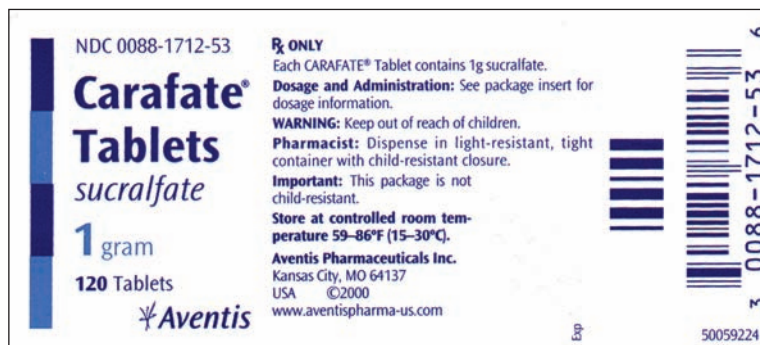 NDC 0088-1712-53
Carafate®
Tablets
sucralfate
1 gram
120 Tablets
Aventis
℞ ONLY
Each CARAFATE® Tablet contains 1g sucralfate.
Dosage and Administration: See package insert for
dosage information.
WARNING: Keep out of reach of children.
Pharmacist: Dispense in light-resistant, tight
container with child-resistant closure.
Important: This package is not
child-resistant.
Store at controlled room tem-
perature 59–86°F (15–30°C).
Aventis Pharmaceuticals Inc.
Kansas City, MO 64137
USA ©2000
www.aventispharma-us.com
Exp
3 0088-1712-53 6
50059224